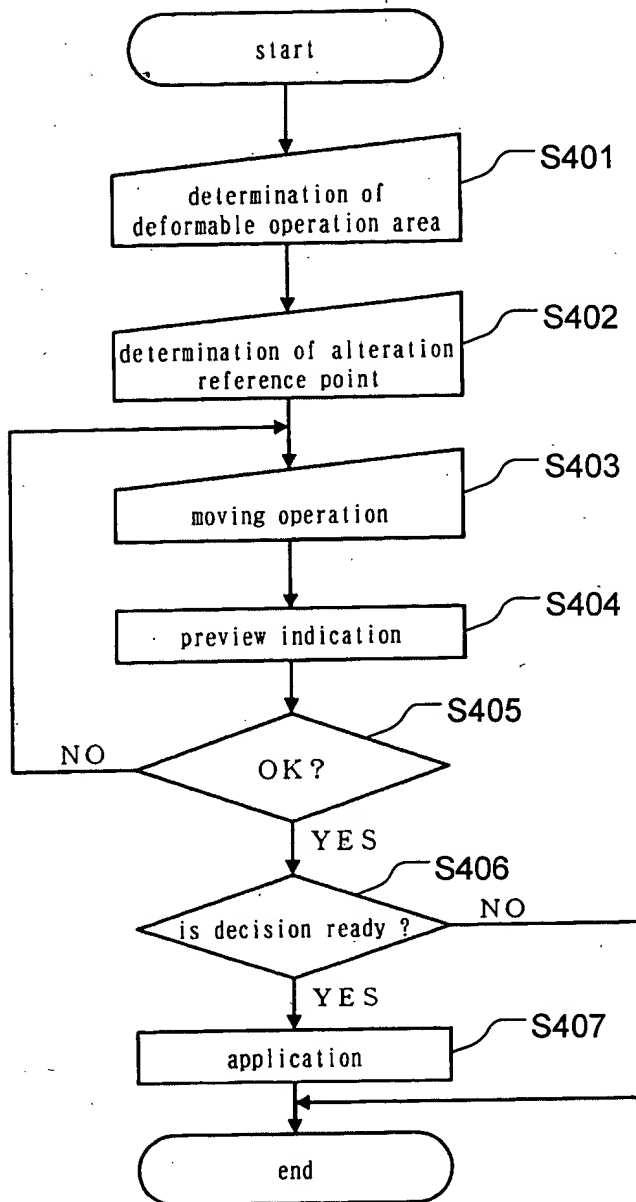 start
S401
determination of
deformable operation area
S402
determination of alteration
reference point
S403
moving operation
S404
preview indication
S405
NO
OK?
YES
S406
is decision ready ?
NO
YES
S407
application
end